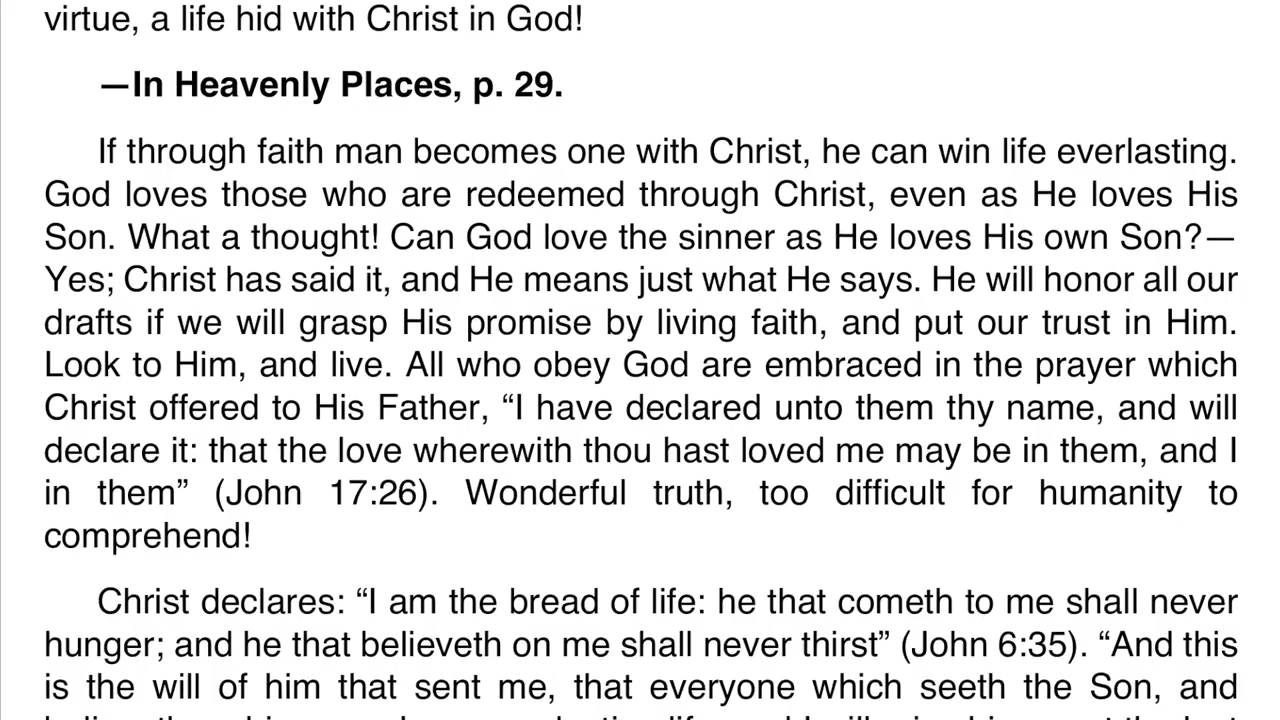 virtue, a life hid with Christ in God!
—In Heavenly Places, p. 29.
If through faith man becomes one with Christ, he can win life everlasting.
God loves those who are redeemed through Christ, even as He loves His
Son. What a thought! Can God love the sinner as He loves His own Son?—
Yes; Christ has said it, and He means just what He says. He will honor all our
drafts if we will grasp His promise by living faith, and put our trust in Him.
Look to Him, and live. All who obey God are embraced in the prayer which
Christ offered to His Father, “I have declared unto them thy name, and will
declare it: that the love wherewith thou hast loved me may be in them, and I
in them” (John 17:26). Wonderful truth, too difficult for humanity to
comprehend!
Christ declares: “I am the bread of life: he that cometh to me shall never
hunger; and he that believeth on me shall never thirst” (John 6:35). “And this
is the will of him that sent me, that everyone which seeth the Son, and